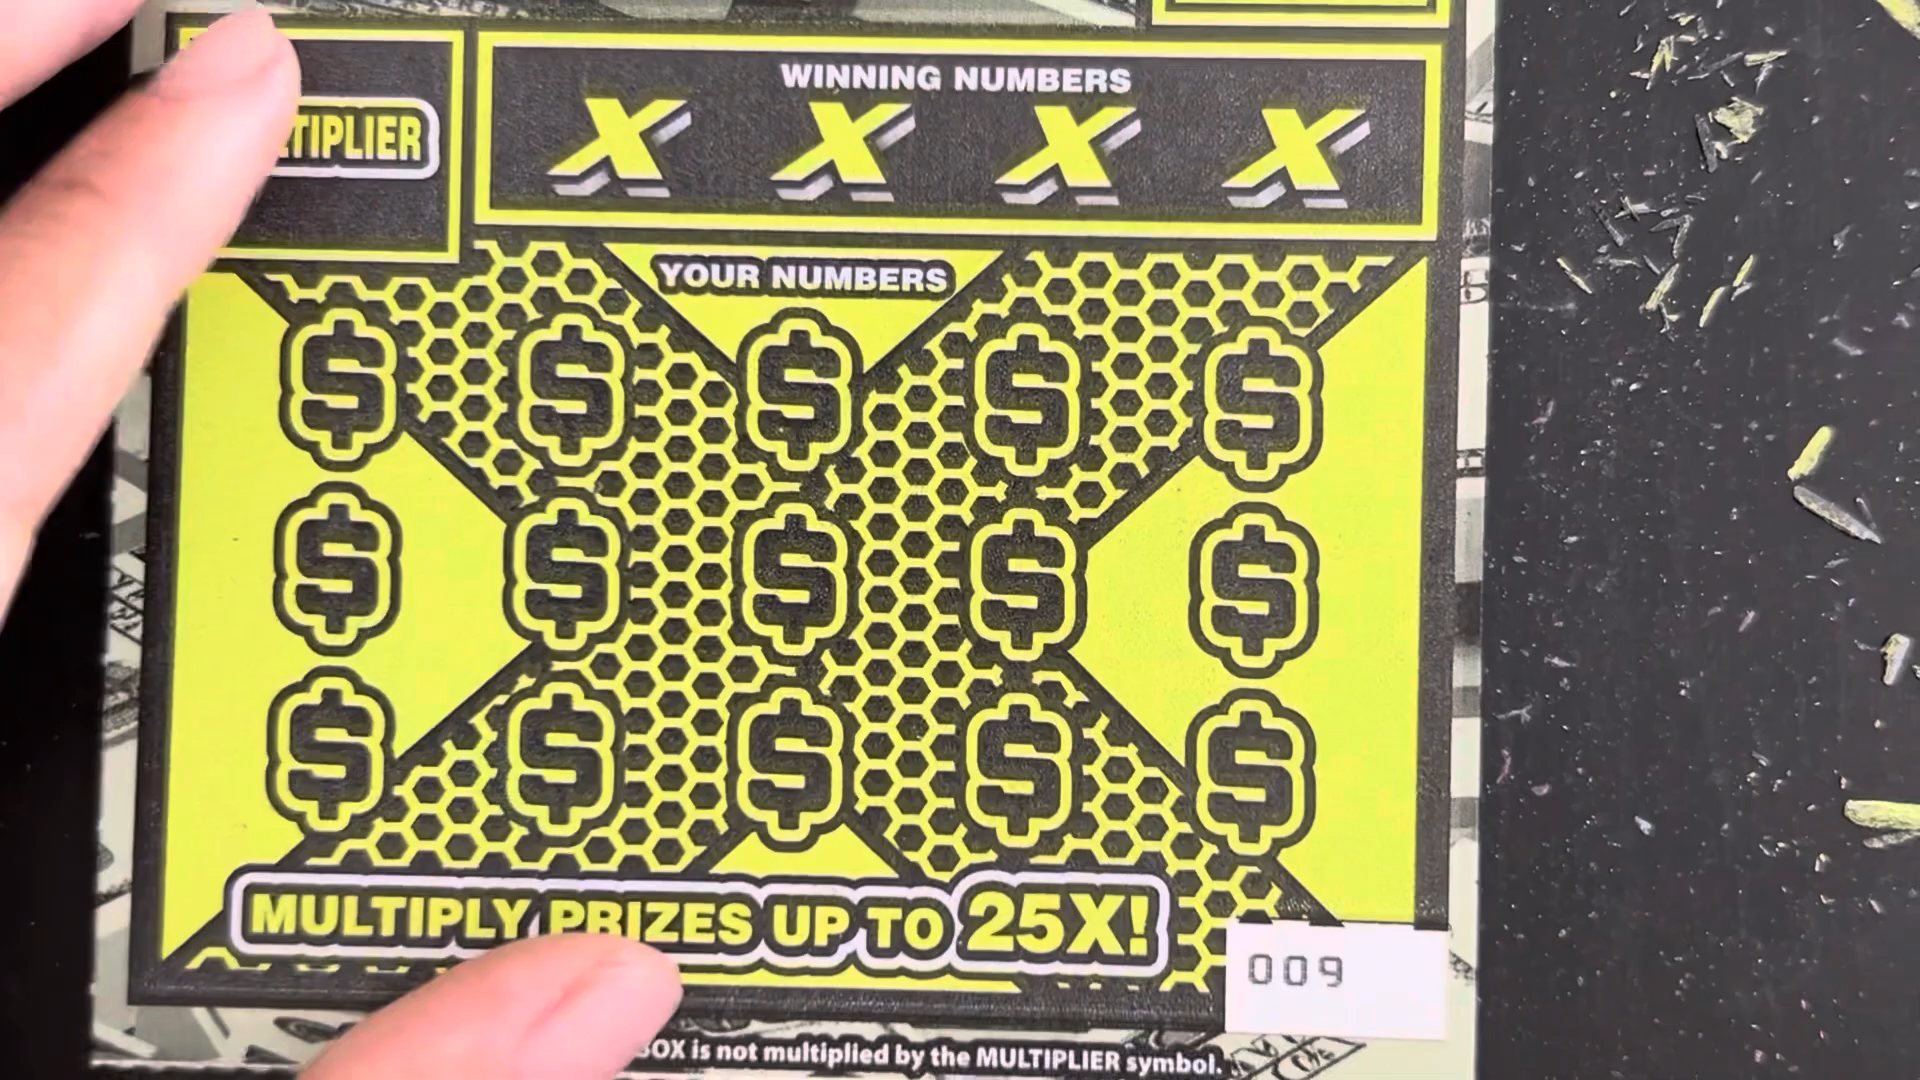 WINNING NUMBERS
X X X X
TIPLIER
YOUR NUMBERS
$ $ $ $ $
$ $ $ $ $
$ $ $ $ $
MULTIPLY PRIZES UP TO 25X!
009
BOX is not multiplied by the MULTIPLIER symbol.